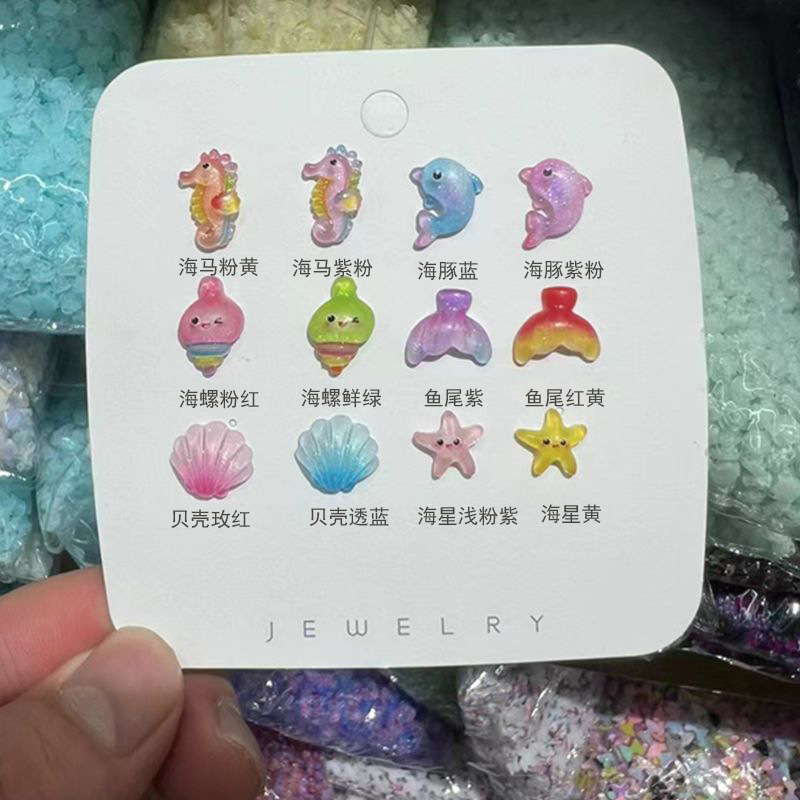 海马粉黄 海马紫粉 海豚蓝 海豚紫粉
海螺粉红 海螺鲜绿 鱼尾紫 鱼尾红黄
贝壳玫红 贝壳透蓝 海星浅粉紫 海星黄
JEWELRY